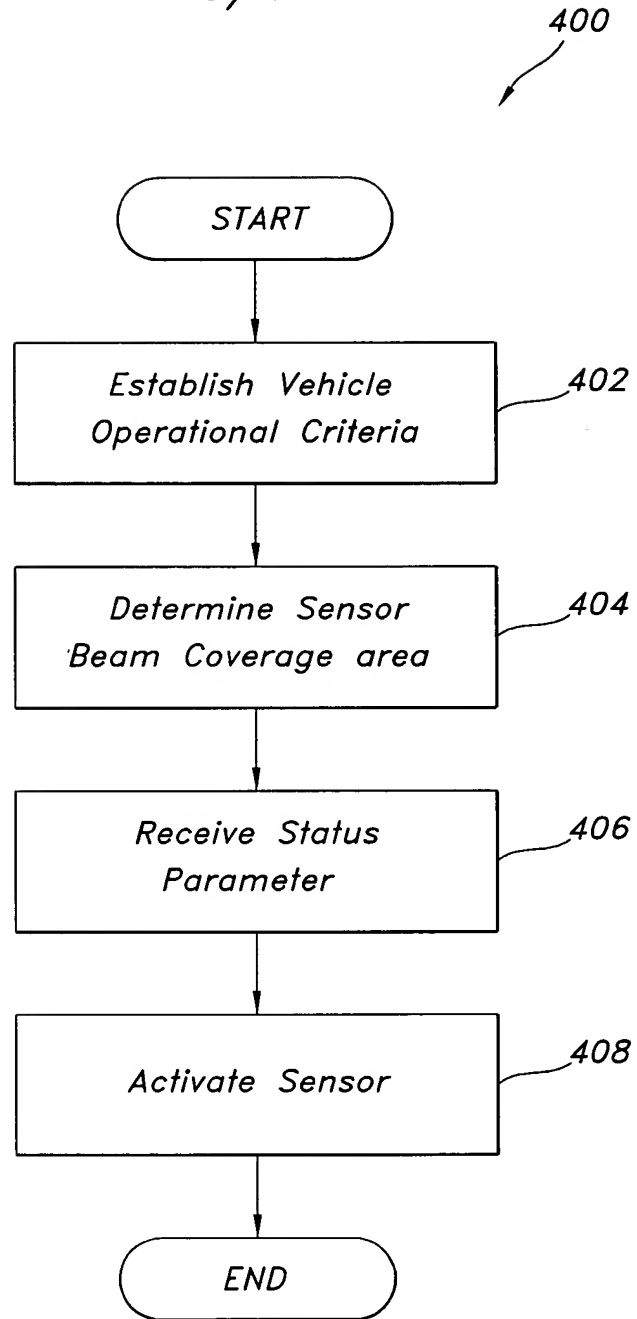 400
START
Establish Vehicle
Operational Criteria
402
Determine Sensor
Beam Coverage area
404
Receive Status
Parameter
406
Activate Sensor
408
END